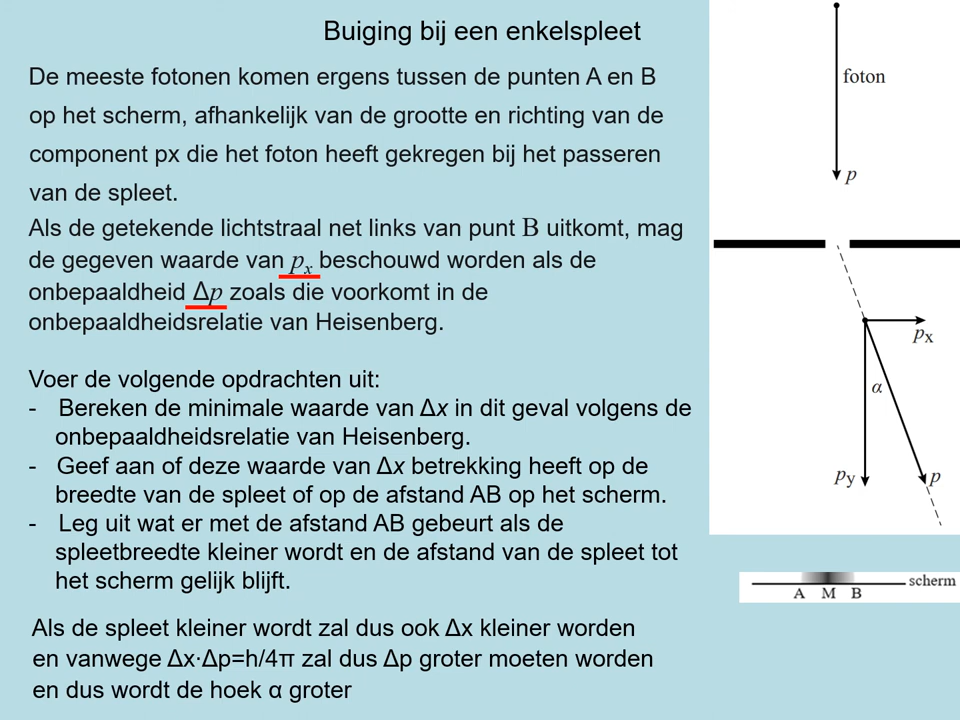 Buiging bij een enkelspleet
De meeste fotonen komen ergens tussen de punten A en B
op het scherm, afhankelijk van de grootte en richting van de
component px die het foton heeft gekregen bij het passeren
van de spleet.
Als de getekende lichtstraal net links van punt B uitkomt, mag
de gegeven waarde van pₓ beschouwd worden als de
onbepaaldheid Δp zoals die voorkomt in de
onbepaaldheidsrelatie van Heisenberg.
Voer de volgende opdrachten uit:
- Bereken de minimale waarde van Δx in dit geval volgens de
onbepaaldheidsrelatie van Heisenberg.
- Geef aan of deze waarde van Δx betrekking heeft op de
breedte van de spleet of op de afstand AB op het scherm.
- Leg uit wat er met de afstand AB gebeurt als de
spleetbreedte kleiner wordt en de afstand van de spleet tot
het scherm gelijk blijft.
Als de spleet kleiner wordt zal dus ook Δx kleiner worden
en vanwege Δx·Δp=h/4π zal dus Δp groter moeten worden
en dus wordt de hoek α groter
foton
p
px
α
py
p
scherm
A M B